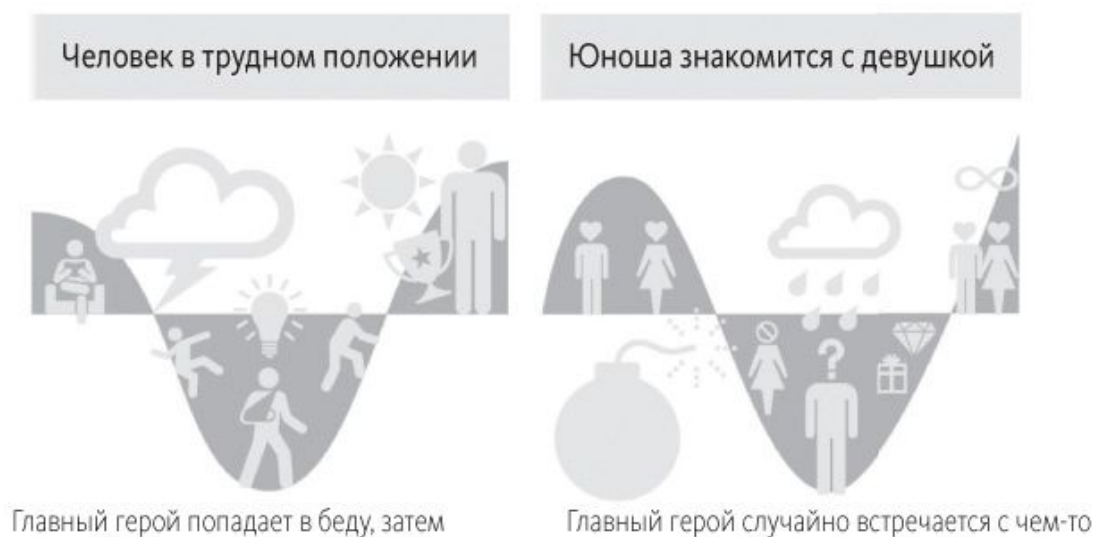 Человек в трудном положении
Юноша знакомится с девушкой
?
Главный герой попадает в беду, затем
Главный герой случайно встречается с чем-то